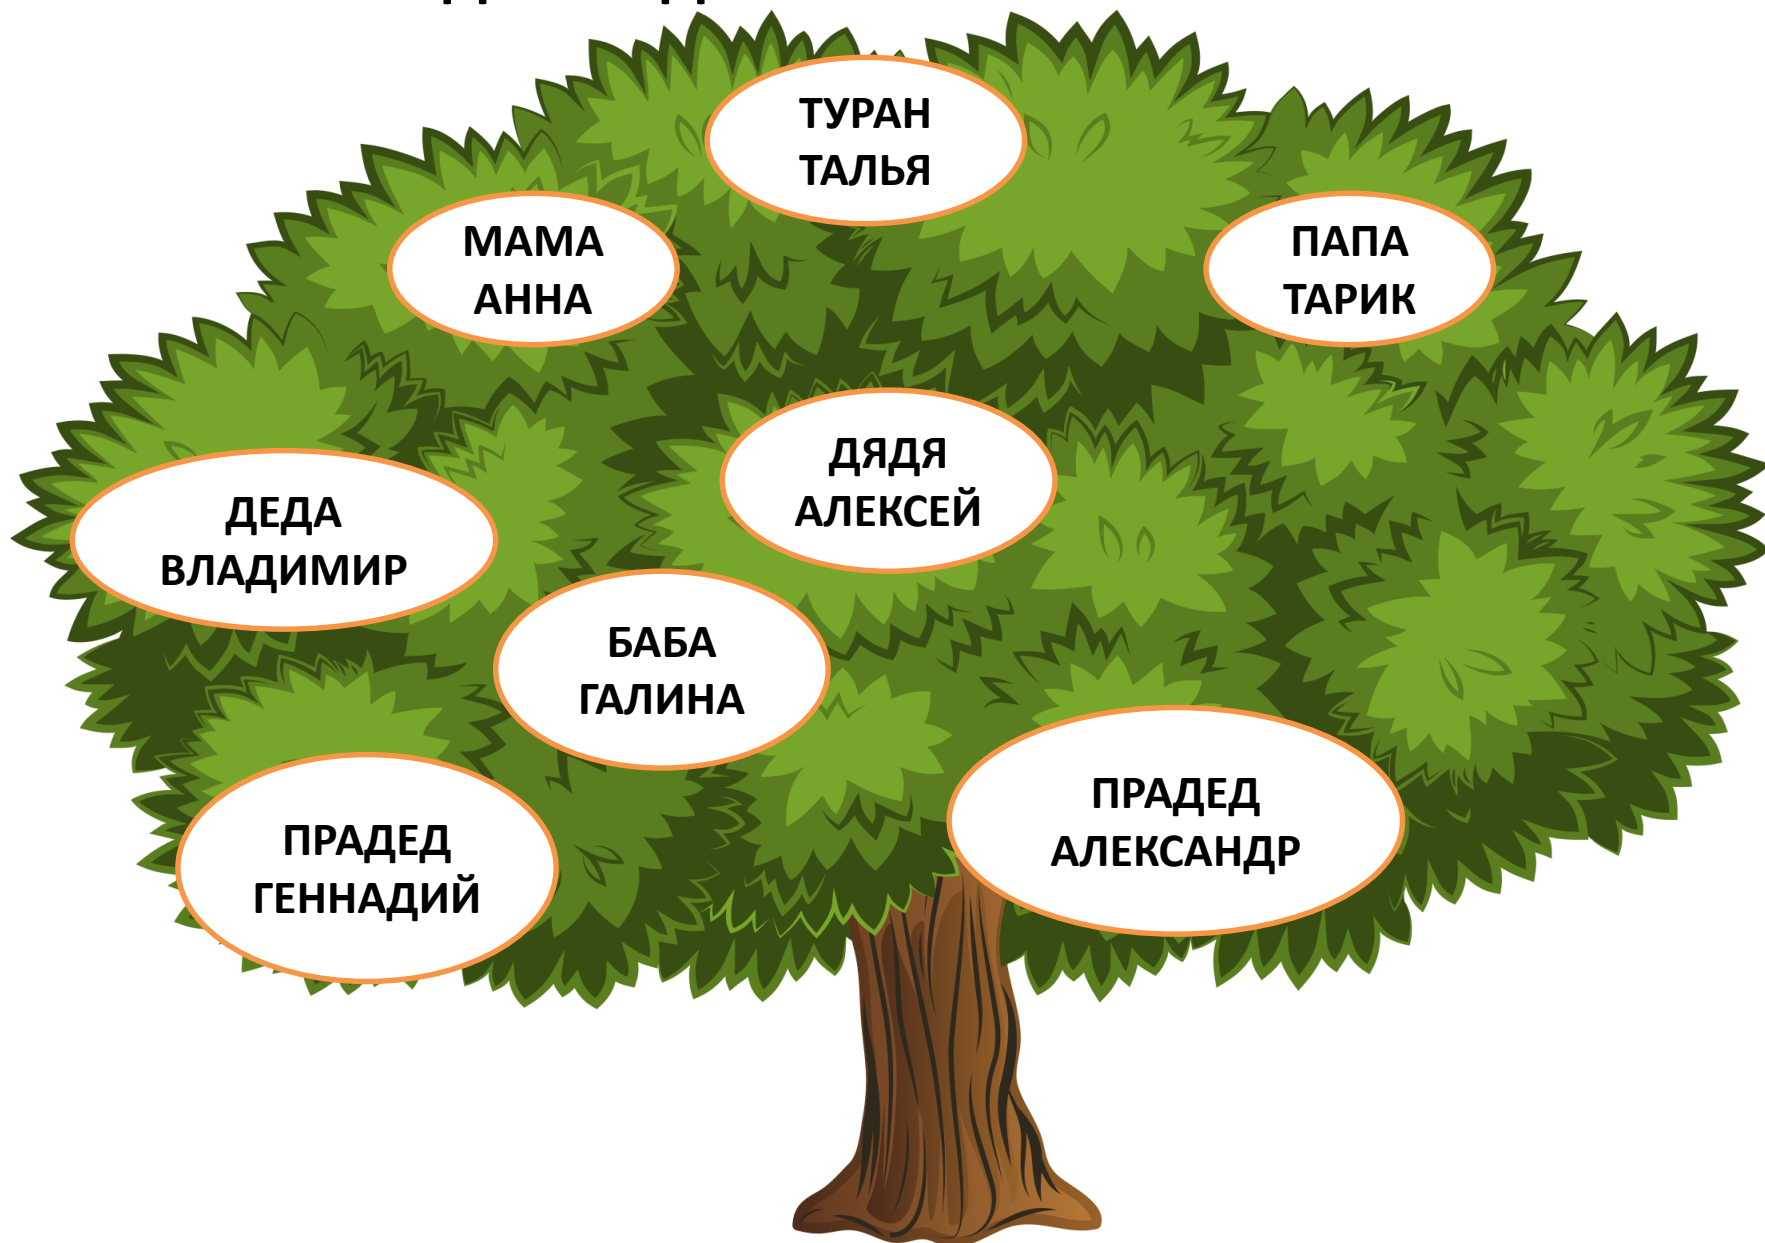 ТУРАН
ТАЛЬЯ
МАМА
АННА
ПАПА
ТАРИК
ДЯДЯ
АЛЕКСЕЙ
ДЕДА
ВЛАДИМИР
БАБА
ГАЛИНА
ПРАДЕД
АЛЕКСАНДР
ПРАДЕД
ГЕННАДИЙ